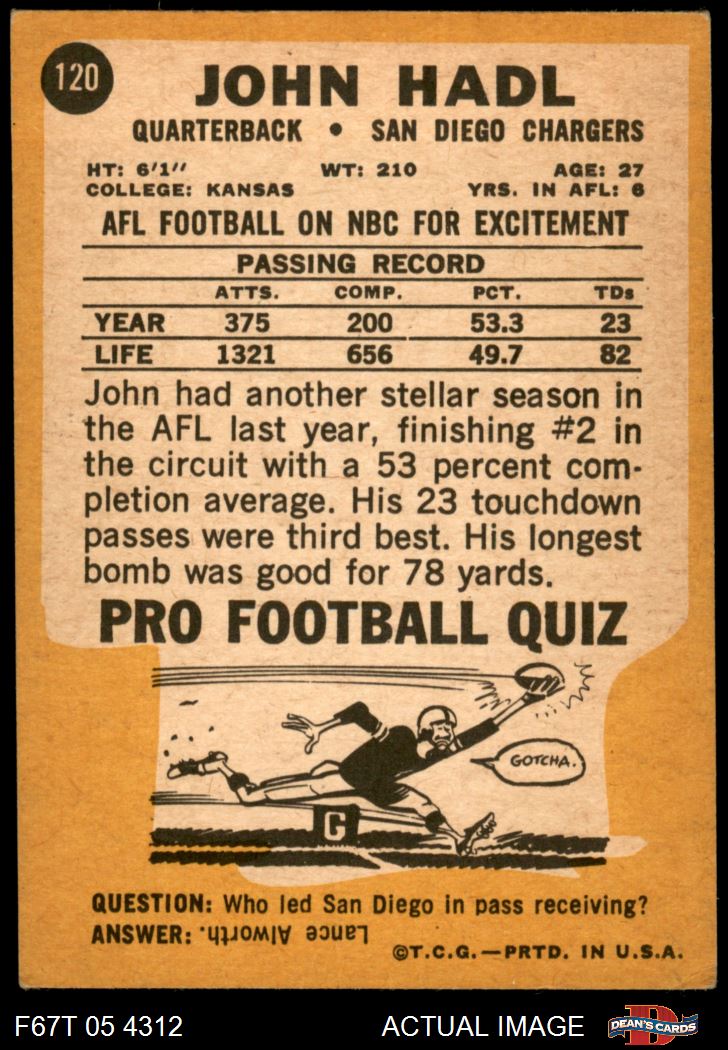 120
JOHN HADL
QUARTERBACK • SAN DIEGO CHARGERS
HT: 6'1" WT: 210 AGE: 27
COLLEGE: KANSAS YRS. IN AFL: 6
AFL FOOTBALL ON NBC FOR EXCITEMENT
PASSING RECORD
ATTS. COMP. PCT. TDs
YEAR 375 200 53.3 23
LIFE 1321 656 49.7 82
John had another stellar season in
the AFL last year, finishing #2 in
the circuit with a 53 percent com-
pletion average. His 23 touchdown
passes were third best. His longest
bomb was good for 78 yards.
PRO FOOTBALL QUIZ
GOTCHA.
G
QUESTION: Who led San Diego in pass receiving?
ANSWER: Lance Alworth.
©T.C.G.—PRTD. IN U.S.A.
F67T 05 4312 ACTUAL IMAGE D DEAN'S CARDS